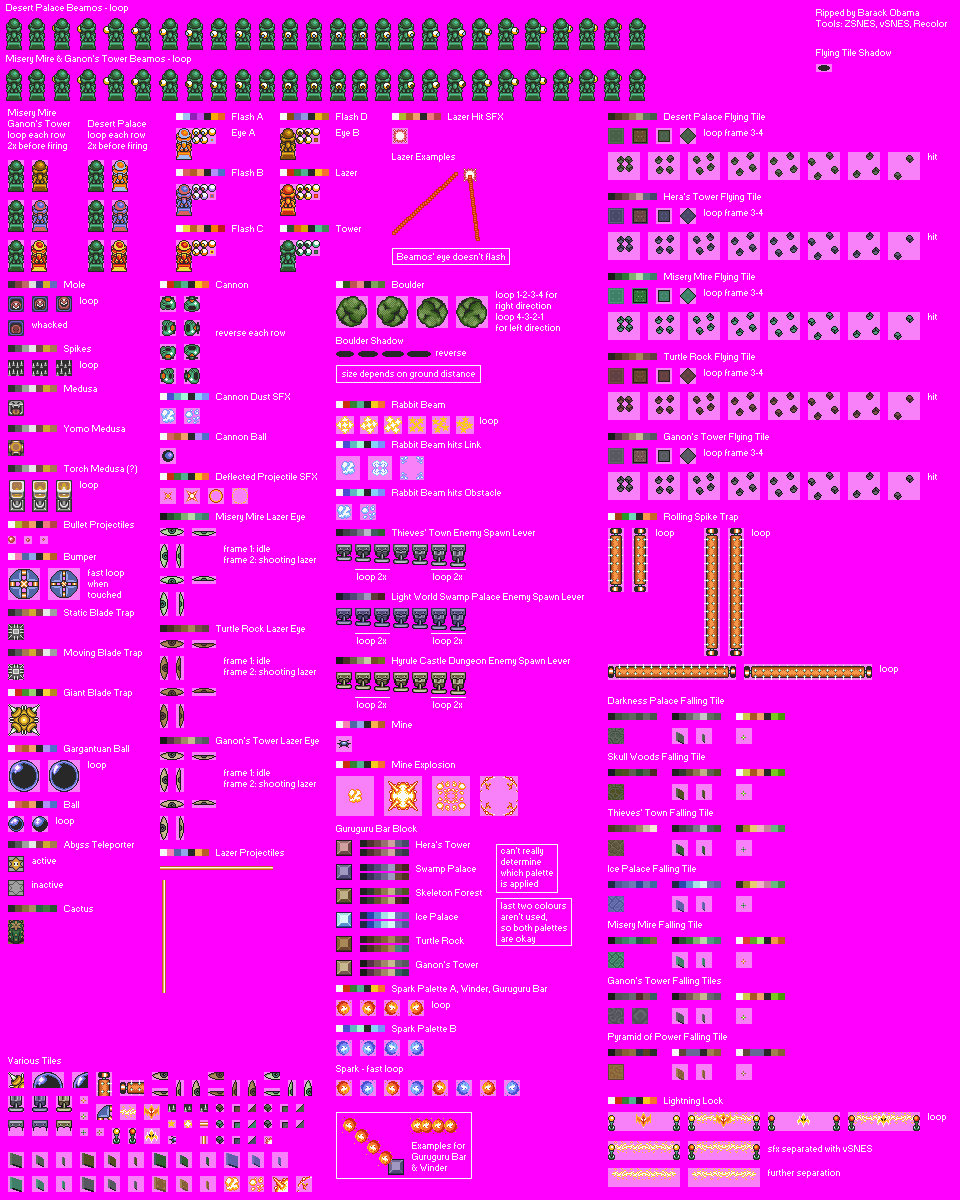 Desert Palace Beamos - loop
Ripped by Barack Obama
Tools: ZSNES, vSNES, Recolor
Misery Mire & Ganon's Tower Beamos - loop
Flying Tile Shadow
Misery Mire
Ganon's Tower
loop each row
2x before firing
Desert Palace
loop each row
2x before firing
Flash A
Eye A
Flash B
Flash C
Flash D
Eye B
Lazer
Tower
Lazer Hit SFX
Lazer Examples
Beamos' eye doesn't flash
Desert Palace Flying Tile
loop frame 3-4
hit
Hera's Tower Flying Tile
loop frame 3-4
hit
Misery Mire Flying Tile
loop frame 3-4
hit
Turtle Rock Flying Tile
loop frame 3-4
hit
Ganon's Tower Flying Tile
loop frame 3-4
hit
Mole
loop
whacked
Spikes
loop
Medusa
Yomo Medusa
Torch Medusa (?)
loop
Bullet Projectiles
Bumper
fast loop
when
touched
Static Blade Trap
Moving Blade Trap
Giant Blade Trap
Gargantuan Ball
loop
Ball
loop
Abyss Teleporter
active
inactive
Cactus
Cannon
reverse each row
Cannon Dust SFX
Cannon Ball
Deflected Projectile SFX
Misery Mire Lazer Eye
frame 1: idle
frame 2: shooting lazer
Turtle Rock Lazer Eye
frame 1: idle
frame 2: shooting lazer
Ganon's Tower Lazer Eye
frame 1: idle
frame 2: shooting lazer
Lazer Projectiles
Boulder
loop 1-2-3-4 for
right direction
loop 4-3-2-1
for left direction
Boulder Shadow
reverse
size depends on ground distance
Rabbit Beam
loop
Rabbit Beam hits Link
Rabbit Beam hits Obstacle
Thieves' Town Enemy Spawn Lever
loop 2x
loop 2x
Light World Swamp Palace Enemy Spawn Lever
loop 2x
loop 2x
Hyrule Castle Dungeon Enemy Spawn Lever
loop 2x
loop 2x
Mine
Mine Explosion
Guruguru Bar Block
Hera's Tower
Swamp Palace
Skeleton Forest
Ice Palace
Turtle Rock
Ganon's Tower
can't really
determine
which palette
is applied
last two colours
aren't used,
so both palettes
are okay
Spark Palette A, Winder, Guruguru Bar
loop
Spark Palette B
Spark - fast loop
Examples for
Guruguru Bar
& Winder
Rolling Spike Trap
loop
loop
loop
Darkness Palace Falling Tile
Skull Woods Falling Tile
Thieves' Town Falling Tile
Ice Palace Falling Tile
Misery Mire Falling Tile
Ganon's Tower Falling Tiles
Pyramid of Power Falling Tile
Lightning Lock
loop
sfx separated with vSNES
further separation
Various Tiles